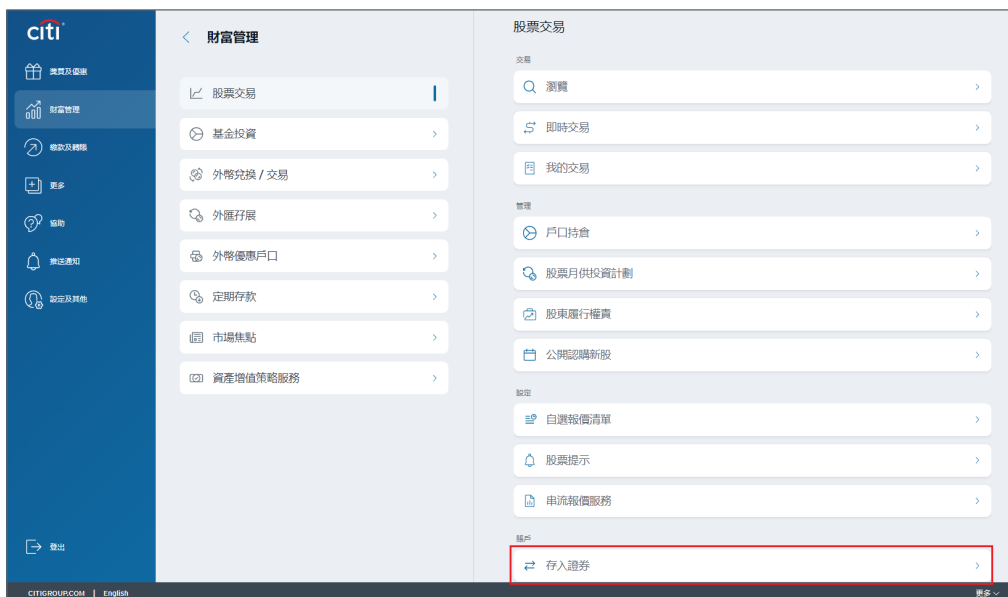 citi
獎賞及優惠
財富管理
繳款及轉賬
更多
協助
推送通知
設定及其他
登出
財富管理
股票交易
基金投資
外幣兌換 / 交易
外匯孖展
外幣優惠戶口
定期存款
市場焦點
資產增值策略服務
股票交易
交易
瀏覽
即時交易
我的交易
管理
戶口持倉
股票月供投資計劃
股東履行權責
公開認購新股
設定
自選報價清單
股票提示
串流報價服務
賬戶
存入證券
CITIGROUP.COM | English
更多